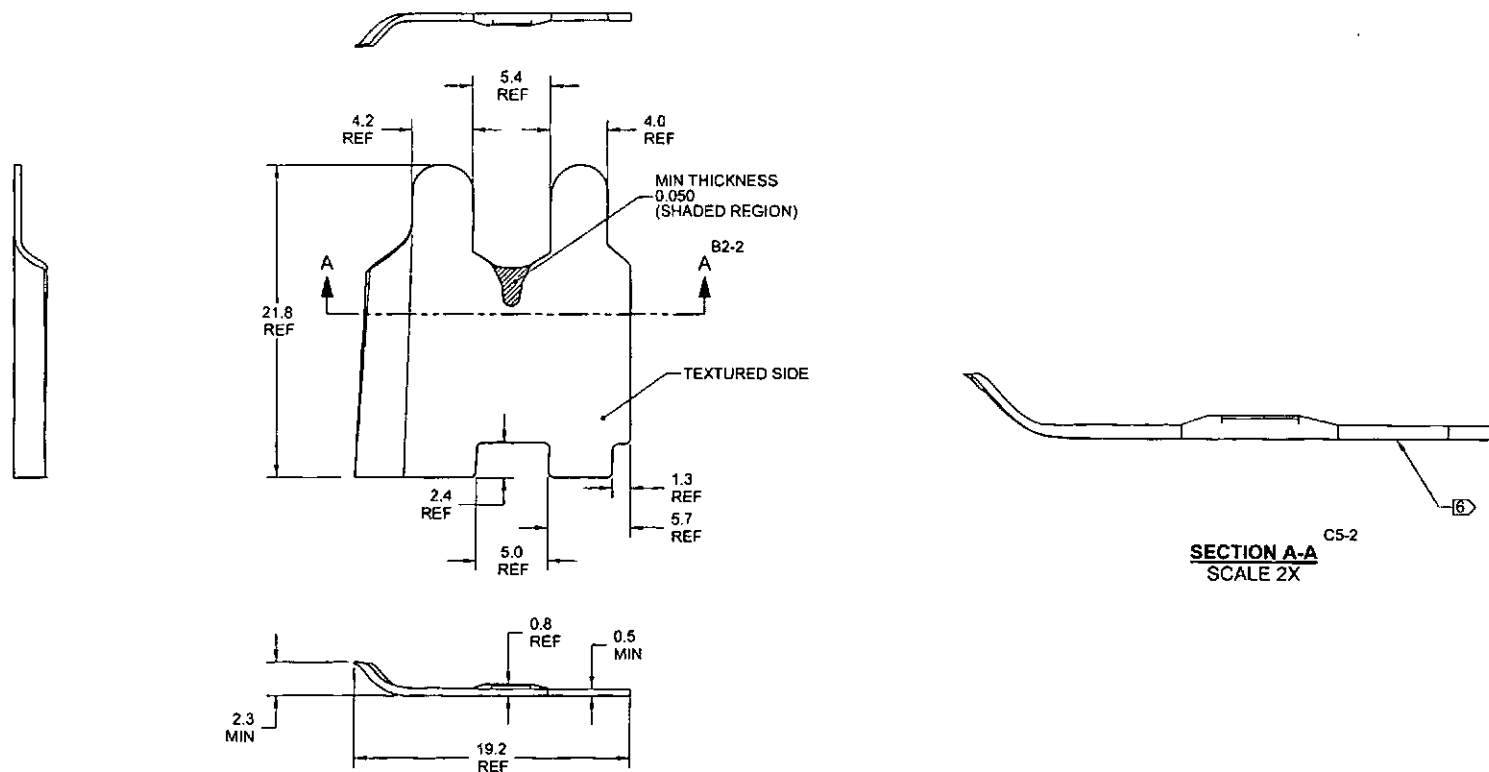 5.4
REF
4.2
REF
4.0
REF
MIN THICKNESS
0.050
(SHADED REGION)
B2-2
A
A
21.8
REF
TEXTURED SIDE
2.4
REF
1.3
REF
5.7
REF
5.0
REF
6
C5-2
SECTION A-A
SCALE 2X
0.8
REF
0.5
MIN
2.3
MIN
19.2
REF